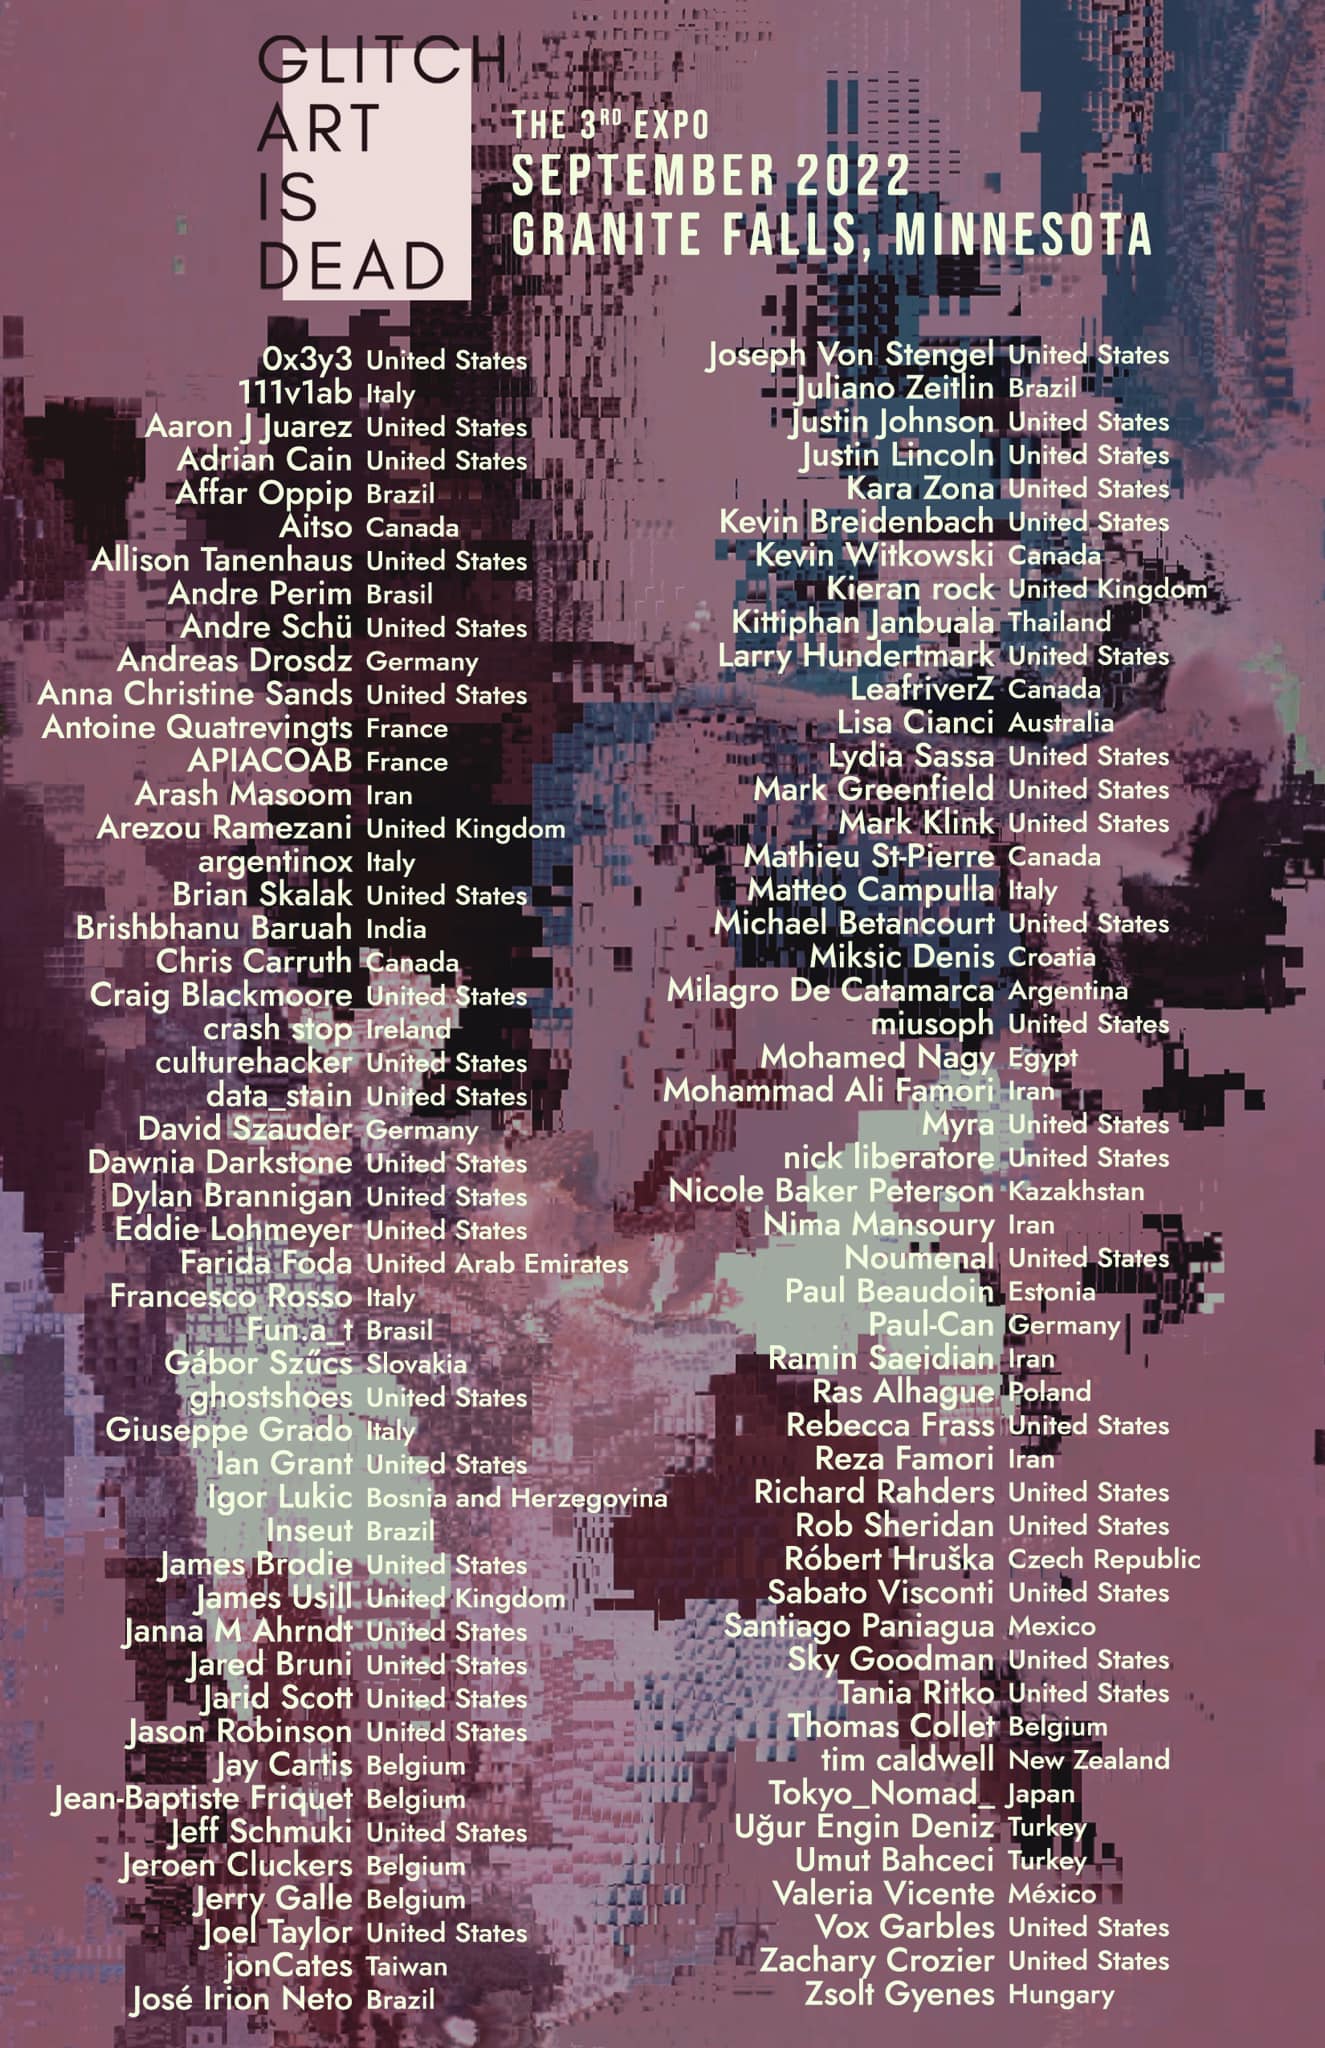 GLITCH
ART
IS
DEAD
THE 3RD EXPO
SEPTEMBER 2022
GRANITE FALLS, MINNESOTA
0x3y3 United States
111v1ab Italy
Aaron J Juarez United States
Adrian Cain United States
Affar Oppip Brazil
Aitso Canada
Allison Tanenhaus United States
Andre Perim Brasil
Andre Schü United States
Andreas Drosdz Germany
Anna Christine Sands United States
Antoine Quatrevingts France
APIACOAB France
Arash Masoom Iran
Arezou Ramezani United Kingdom
argentinox Italy
Brian Skalak United States
Brishbhanu Baruah India
Chris Carruth Canada
Craig Blackmoore United States
crash stop Ireland
culturehacker United States
data_stain United States
David Szauder Germany
Dawnia Darkstone United States
Dylan Brannigan United States
Eddie Lohmeyer United States
Farida Foda United Arab Emirates
Francesco Rosso Italy
Fun.a_t Brasil
Gábor Szűcs Slovakia
ghostshoes United States
Giuseppe Grado Italy
Ian Grant United States
Igor Lukic Bosnia and Herzegovina
Inseut Brazil
James Brodie United States
James Usill United Kingdom
Janna M Ahrndt United States
Jared Bruni United States
Jarid Scott United States
Jason Robinson United States
Jay Cartis Belgium
Jean-Baptiste Friquet Belgium
Jeff Schmuki United States
Jeroen Cluckers Belgium
Jerry Galle Belgium
Joel Taylor United States
jonCates Taiwan
José Irion Neto Brazil
Joseph Von Stengel United States
Juliano Zeitlin Brazil
Justin Johnson United States
Justin Lincoln United States
Kara Zona United States
Kevin Breidenbach United States
Kevin Witkowski Canada
Kieran rock United Kingdom
Kittiphan Janbuala Thailand
Larry Hundertmark United States
LeafriverZ Canada
Lisa Cianci Australia
Lydia Sassa United States
Mark Greenfield United States
Mark Klink United States
Mathieu St-Pierre Canada
Matteo Campulla Italy
Michael Betancourt United States
Miksic Denis Croatia
Milagro De Catamarca Argentina
miusoph United States
Mohamed Nagy Egypt
Mohammad Ali Famori Iran
Myra United States
nick liberatore United States
Nicole Baker Peterson Kazakhstan
Nima Mansoury Iran
Noumenal United States
Paul Beaudoin Estonia
Paul-Can Germany
Ramin Saeidian Iran
Ras Alhague Poland
Rebecca Frass United States
Reza Famori Iran
Richard Rahders United States
Rob Sheridan United States
Róbert Hruška Czech Republic
Sabato Visconti United States
Santiago Paniagua Mexico
Sky Goodman United States
Tania Ritko United States
Thomas Collet Belgium
tim caldwell New Zealand
Tokyo_Nomad_ Japan
Uğur Engin Deniz Turkey
Umut Bahceci Turkey
Valeria Vicente México
Vox Garbles United States
Zachary Crozier United States
Zsolt Gyenes Hungary